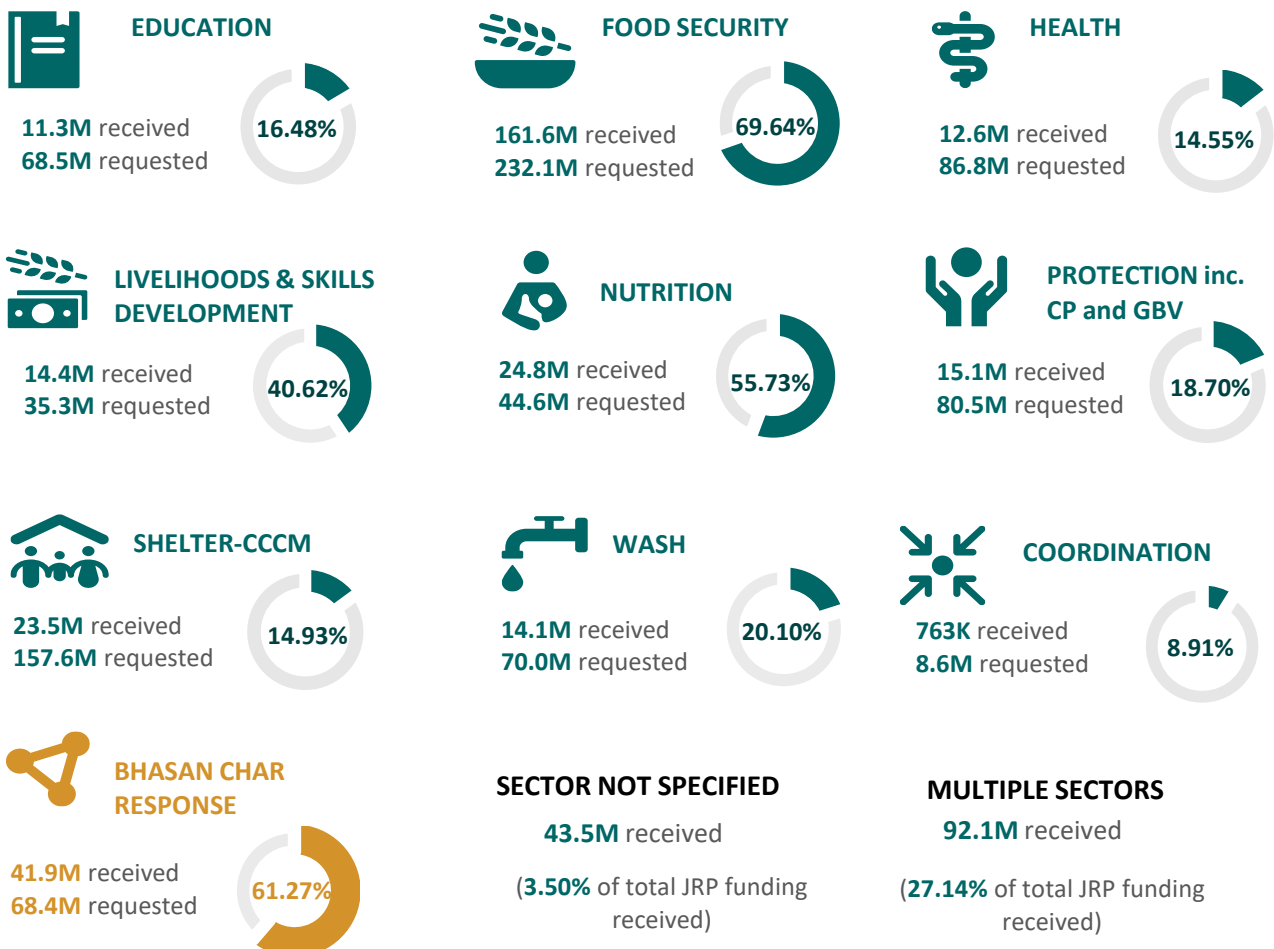 EDUCATION
11.3M received
68.5M requested
16.48%
FOOD SECURITY
161.6M received
232.1M requested
69.64%
HEALTH
12.6M received
86.8M requested
14.55%
LIVELIHOODS & SKILLS
DEVELOPMENT
14.4M received
35.3M requested
40.62%
NUTRITION
24.8M received
44.6M requested
55.73%
PROTECTION inc.
CP and GBV
15.1M received
80.5M requested
18.70%
SHELTER-CCCM
23.5M received
157.6M requested
14.93%
WASH
14.1M received
70.0M requested
20.10%
COORDINATION
763K received
8.6M requested
8.91%
BHASAN CHAR
RESPONSE
41.9M received
68.4M requested
61.27%
SECTOR NOT SPECIFIED
43.5M received
(3.50% of total JRP funding
received)
MULTIPLE SECTORS
92.1M received
(27.14% of total JRP funding
received)